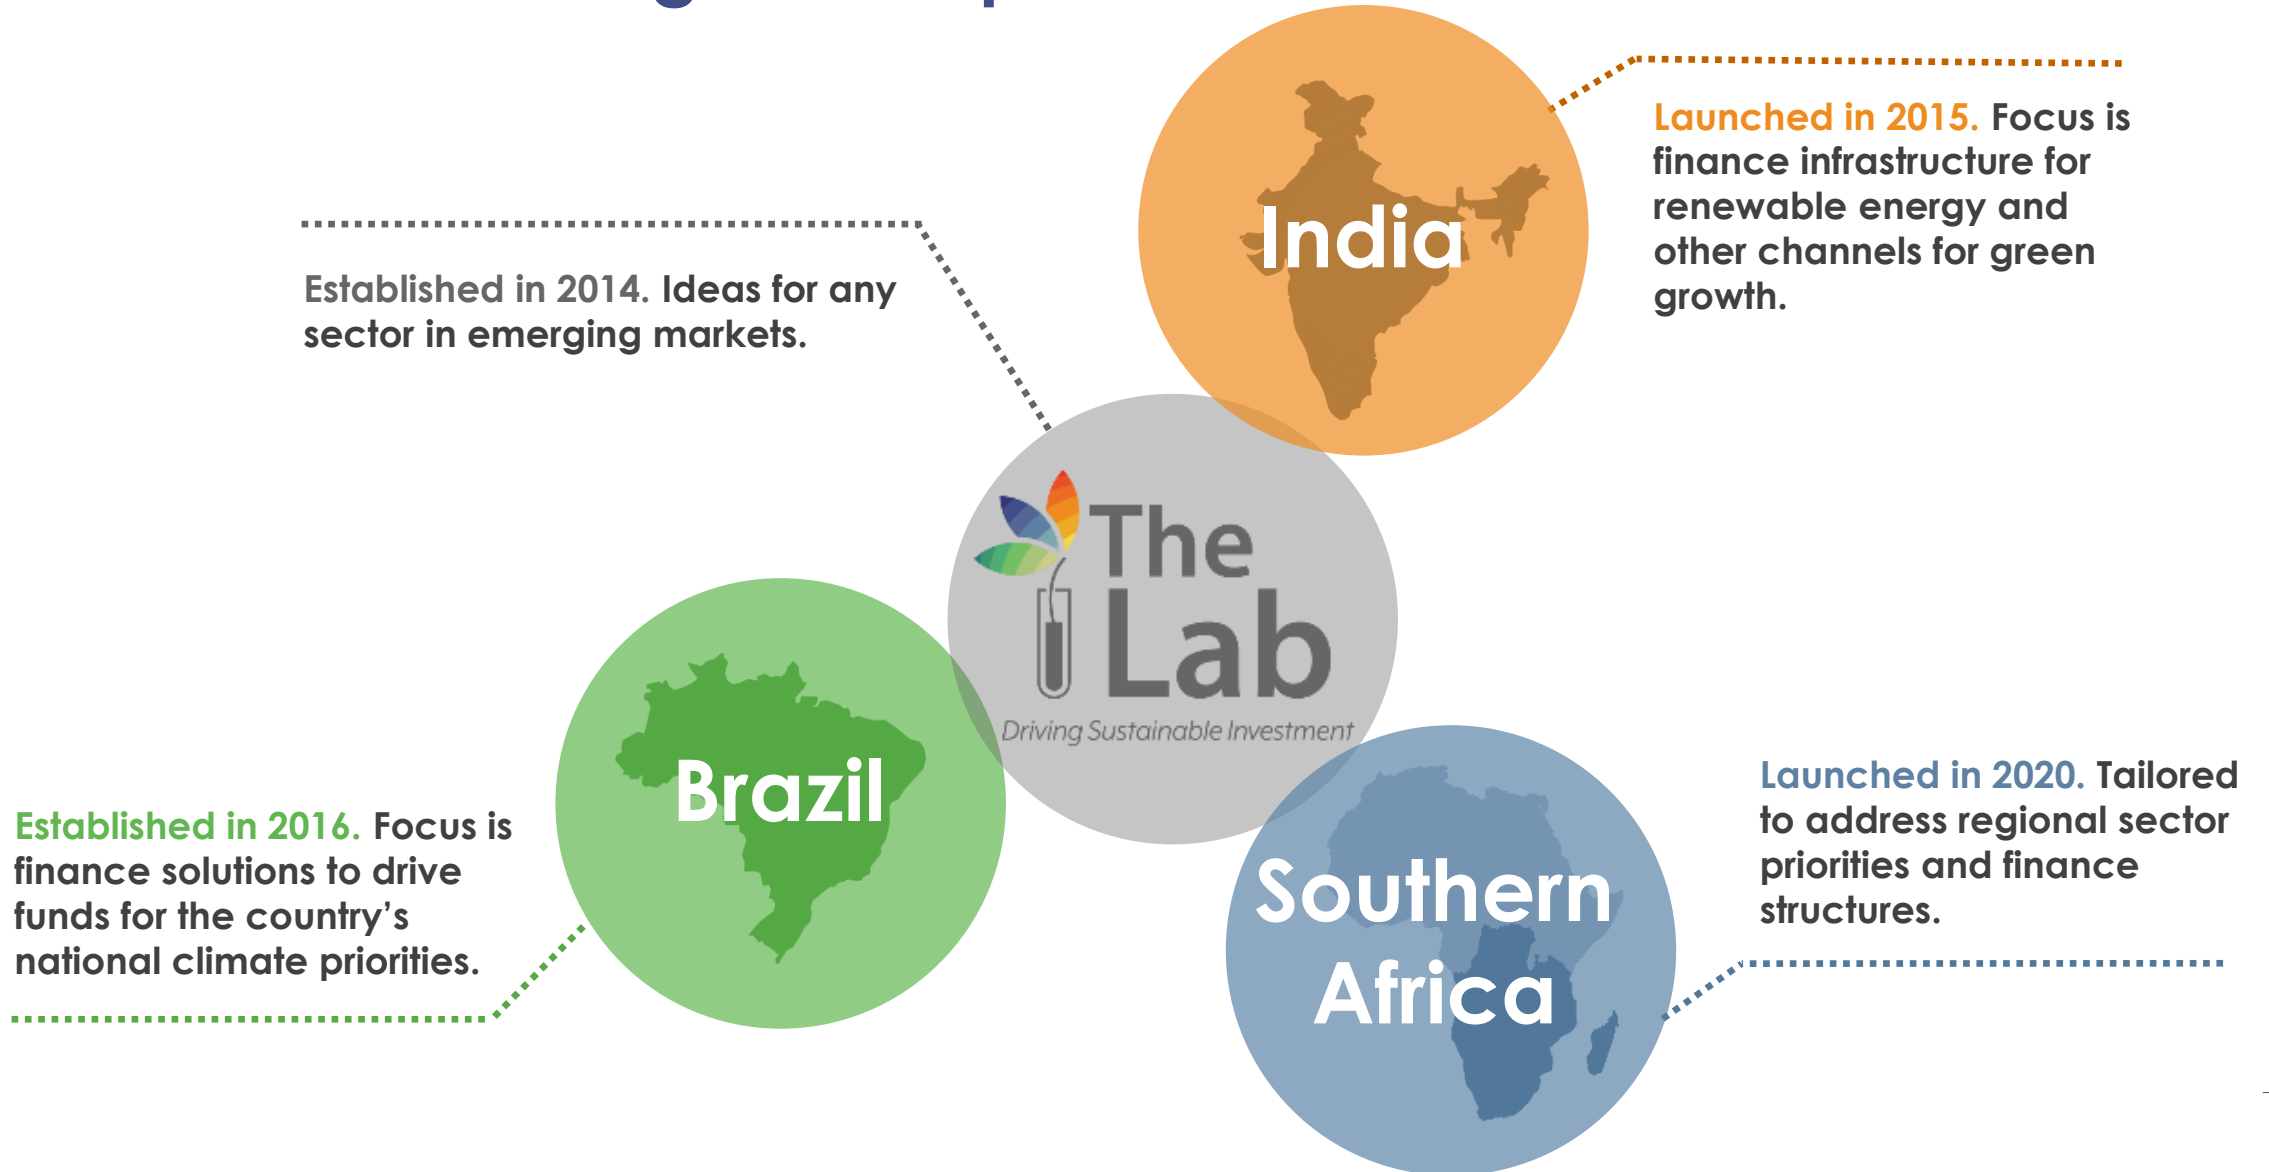 Launched in 2015. Focus is
finance infrastructure for
renewable energy and
other channels for green
growth.
India
Established in 2014. Ideas for any
sector in emerging markets.
The
Lab
Driving Sustainable Investment
Brazil
Established in 2016. Focus is
finance solutions to drive
funds for the country’s
national climate priorities.
Southern
Africa
Launched in 2020. Tailored
to address regional sector
priorities and finance
structures.